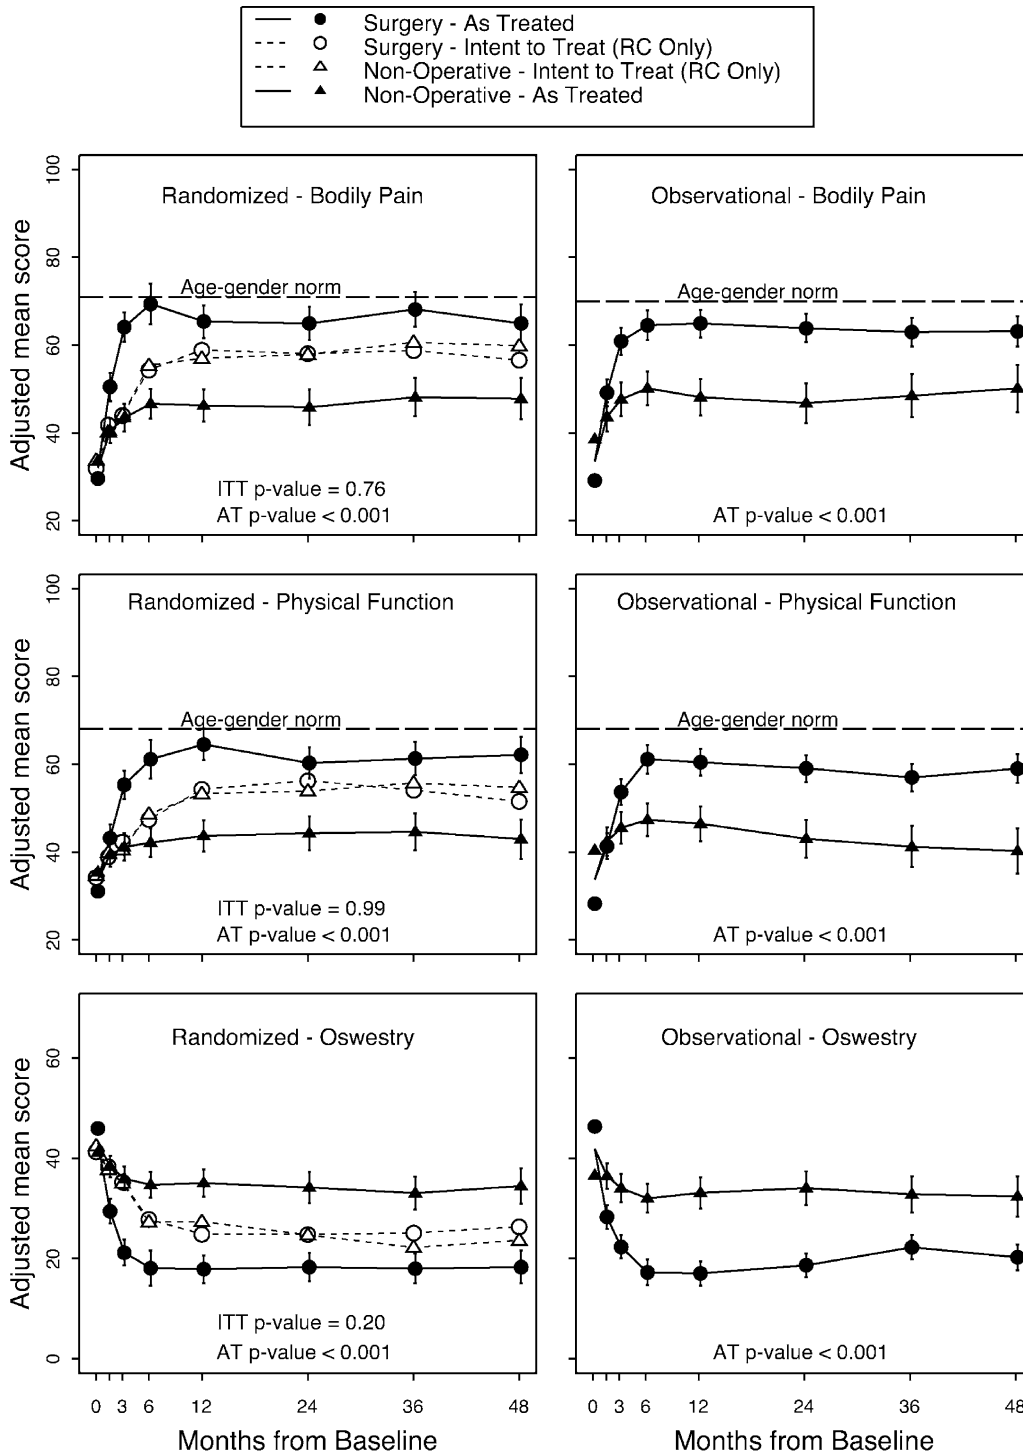 Surgery - As Treated
Surgery - Intent to Treat (RC Only)
Non-Operative - Intent to Treat (RC Only)
Non-Operative - As Treated
Adjusted mean score
100
80
60
40
20
Randomized - Bodily Pain
Age-gender norm
ITT p-value = 0.76
AT p-value < 0.001
Observational - Bodily Pain
Age-gender norm
AT p-value < 0.001
Adjusted mean score
100
80
60
40
20
Randomized - Physical Function
Age-gender norm
ITT p-value = 0.99
AT p-value < 0.001
Observational - Physical Function
Age-gender norm
AT p-value < 0.001
Adjusted mean score
60
40
20
0
Randomized - Oswestry
ITT p-value = 0.20
AT p-value < 0.001
Observational - Oswestry
AT p-value < 0.001
0 3 6 12 24 36 48
Months from Baseline
0 3 6 12 24 36 48
Months from Baseline